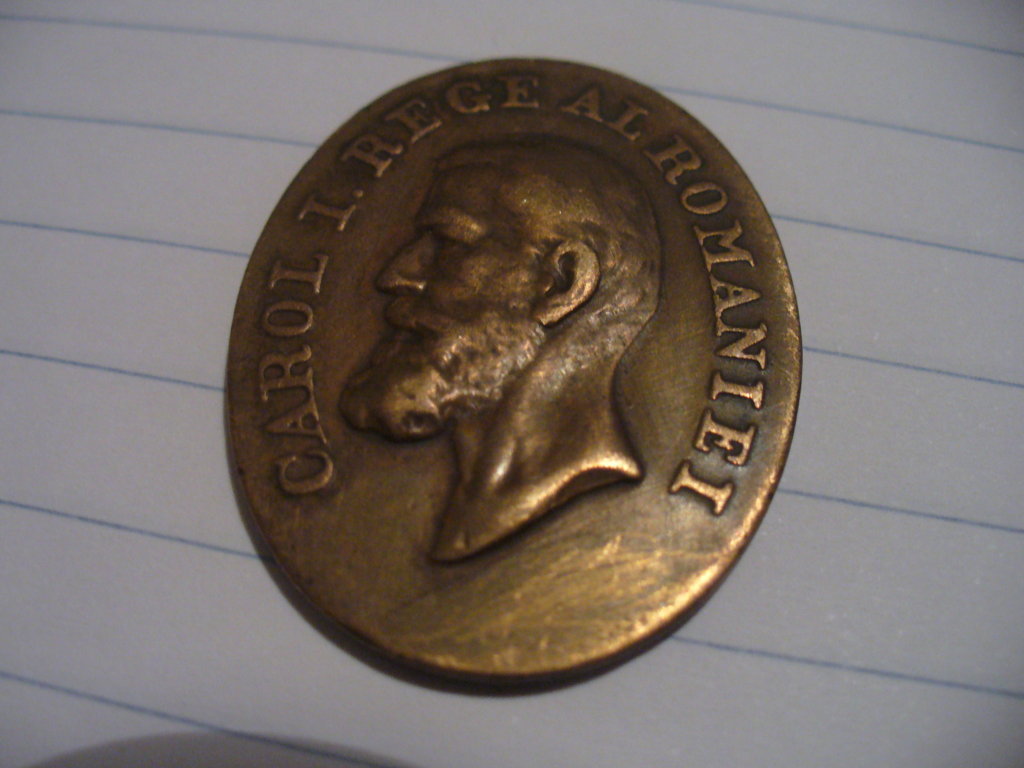 CAROL I. REGE AL ROMANIEI